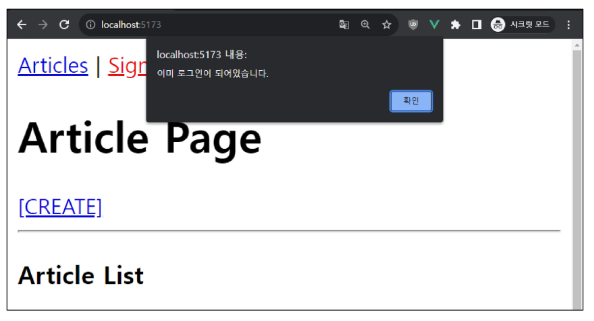 localhost:5173
시크릿 모드
localhost:5173 내용:
이미 로그인이 되어있습니다.
확인
Articles | Sigr
Article Page
[CREATE]
Article List